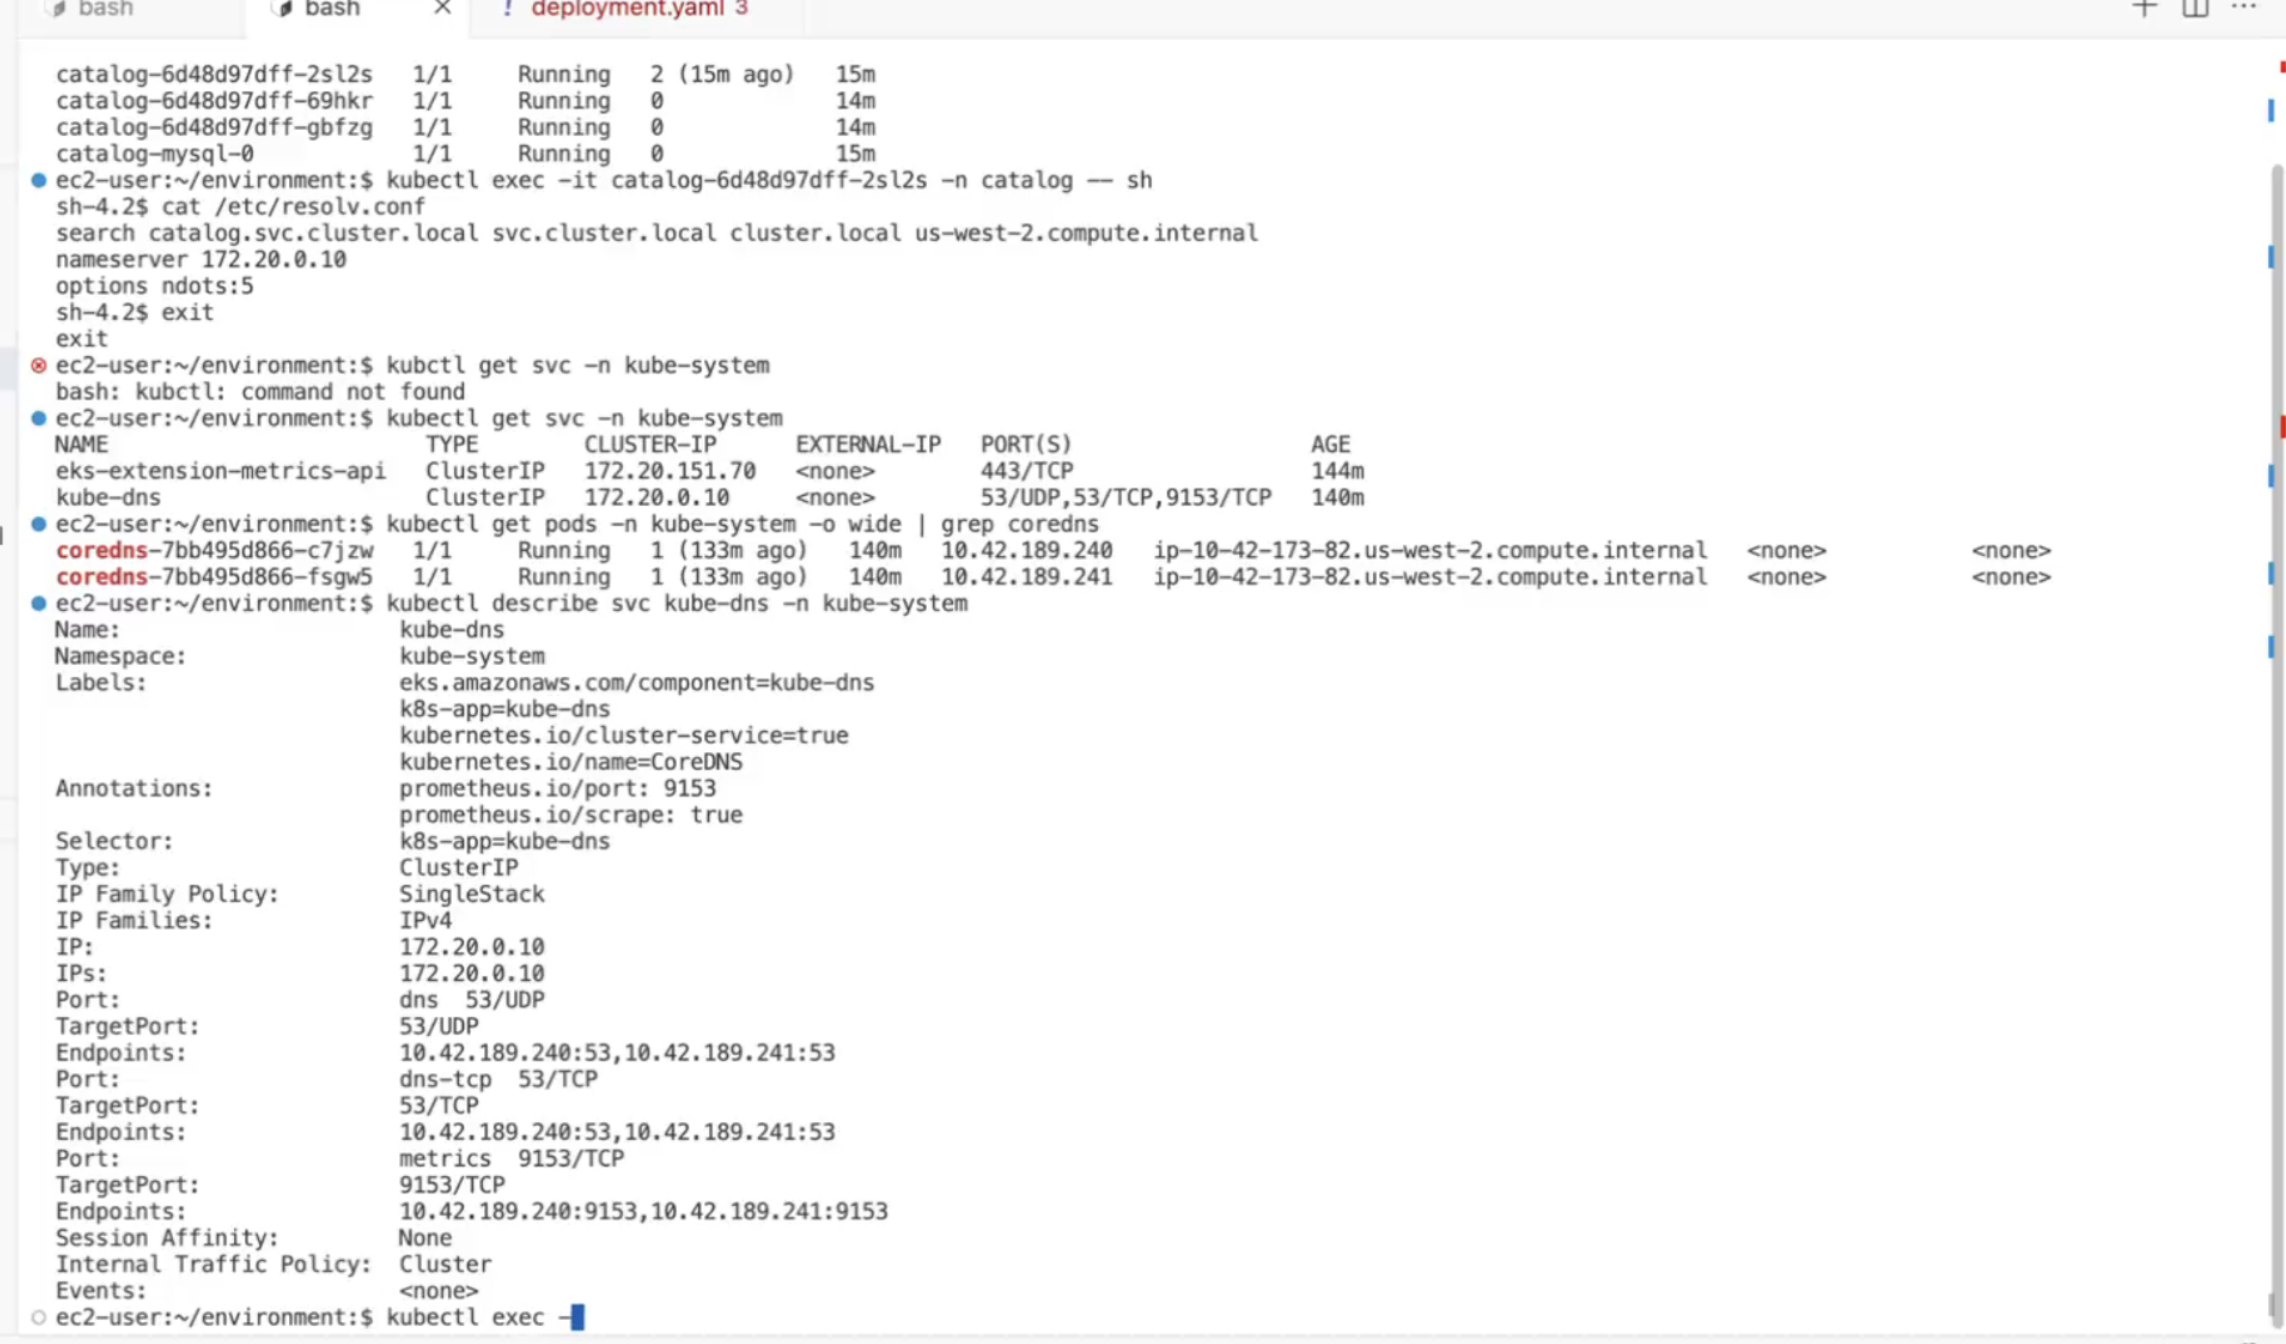 bash
bash
! deployment.yaml 3
catalog-6d48d97dff-2sl2s 1/1 Running 2 (15m ago) 15m
catalog-6d48d97dff-69hkr 1/1 Running 0 14m
catalog-6d48d97dff-gbfzg 1/1 Running 0 14m
catalog-mysql-0 1/1 Running 0 15m
ec2-user:~/environment:$ kubectl exec -it catalog-6d48d97dff-2sl2s -n catalog -- sh
sh-4.2$ cat /etc/resolv.conf
search catalog.svc.cluster.local svc.cluster.local cluster.local us-west-2.compute.internal
nameserver 172.20.0.10
options ndots:5
sh-4.2$ exit
exit
ec2-user:~/environment:$ kubctl get svc -n kube-system
bash: kubctl: command not found
ec2-user:~/environment:$ kubectl get svc -n kube-system
NAME TYPE CLUSTER-IP EXTERNAL-IP PORT(S) AGE
eks-extension-metrics-api ClusterIP 172.20.151.70 <none> 443/TCP 144m
kube-dns ClusterIP 172.20.0.10 <none> 53/UDP,53/TCP,9153/TCP 140m
ec2-user:~/environment:$ kubectl get pods -n kube-system -o wide | grep coredns
coredns-7bb495d866-c7jzw 1/1 Running 1 (133m ago) 140m 10.42.189.240 ip-10-42-173-82.us-west-2.compute.internal <none> <none>
coredns-7bb495d866-fsgw5 1/1 Running 1 (133m ago) 140m 10.42.189.241 ip-10-42-173-82.us-west-2.compute.internal <none> <none>
ec2-user:~/environment:$ kubectl describe svc kube-dns -n kube-system
Name: kube-dns
Namespace: kube-system
Labels: eks.amazonaws.com/component=kube-dns
k8s-app=kube-dns
kubernetes.io/cluster-service=true
kubernetes.io/name=CoreDNS
Annotations: prometheus.io/port: 9153
prometheus.io/scrape: true
Selector: k8s-app=kube-dns
Type: ClusterIP
IP Family Policy: SingleStack
IP Families: IPv4
IP: 172.20.0.10
IPs: 172.20.0.10
Port: dns 53/UDP
TargetPort: 53/UDP
Endpoints: 10.42.189.240:53,10.42.189.241:53
Port: dns-tcp 53/TCP
TargetPort: 53/TCP
Endpoints: 10.42.189.240:53,10.42.189.241:53
Port: metrics 9153/TCP
TargetPort: 9153/TCP
Endpoints: 10.42.189.240:9153,10.42.189.241:9153
Session Affinity: None
Internal Traffic Policy: Cluster
Events: <none>
ec2-user:~/environment:$ kubectl exec -